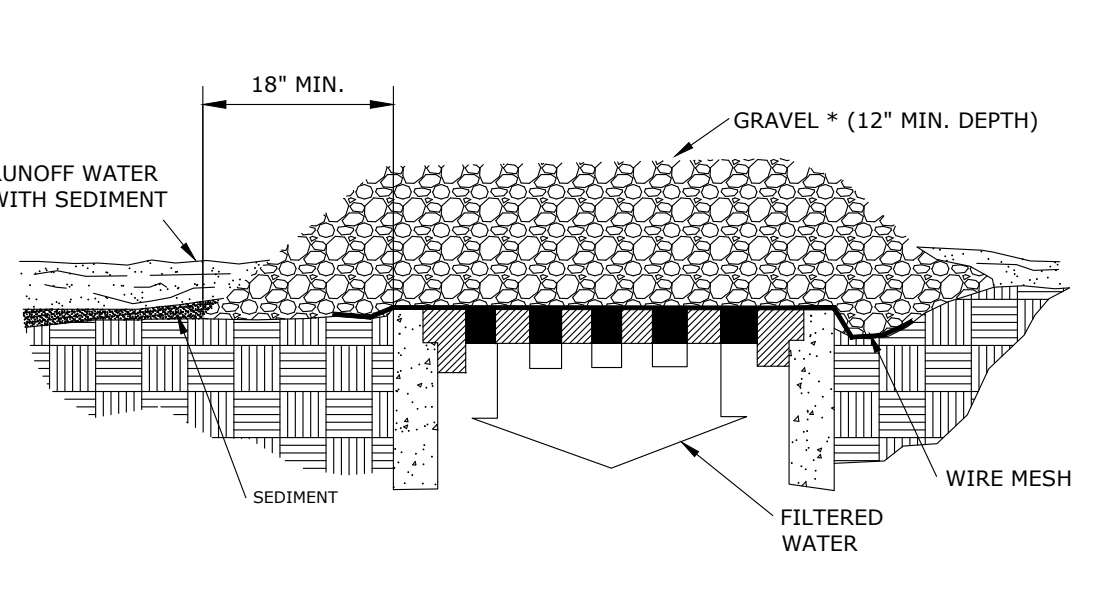 18" MIN.
GRAVEL * (12" MIN. DEPTH)
UNOFF WATER
WITH SEDIMENT
SEDIMENT
WIRE MESH
FILTERED
WATER